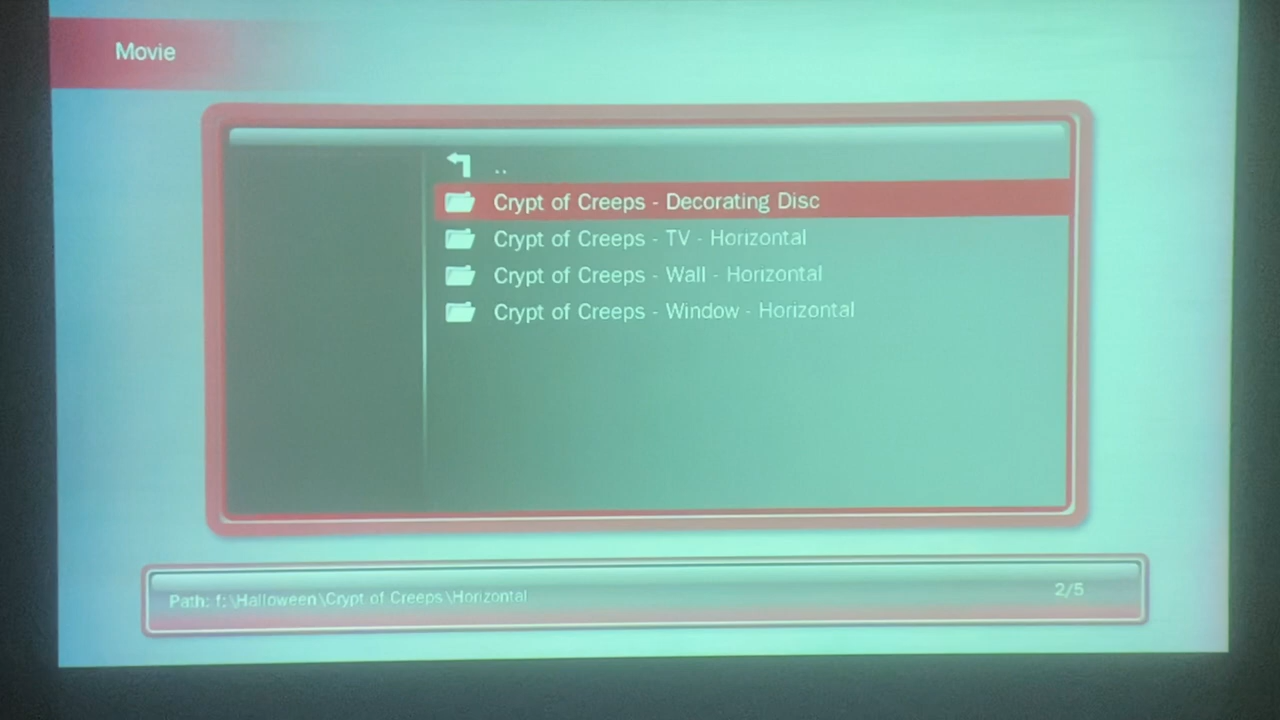 Movie
..
Crypt of Creeps - Decorating Disc
Crypt of Creeps - TV - Horizontal
Crypt of Creeps - Wall - Horizontal
Crypt of Creeps - Window - Horizontal
Path: f:\Halloween\Crypt of Creeps\Horizontal
2/5